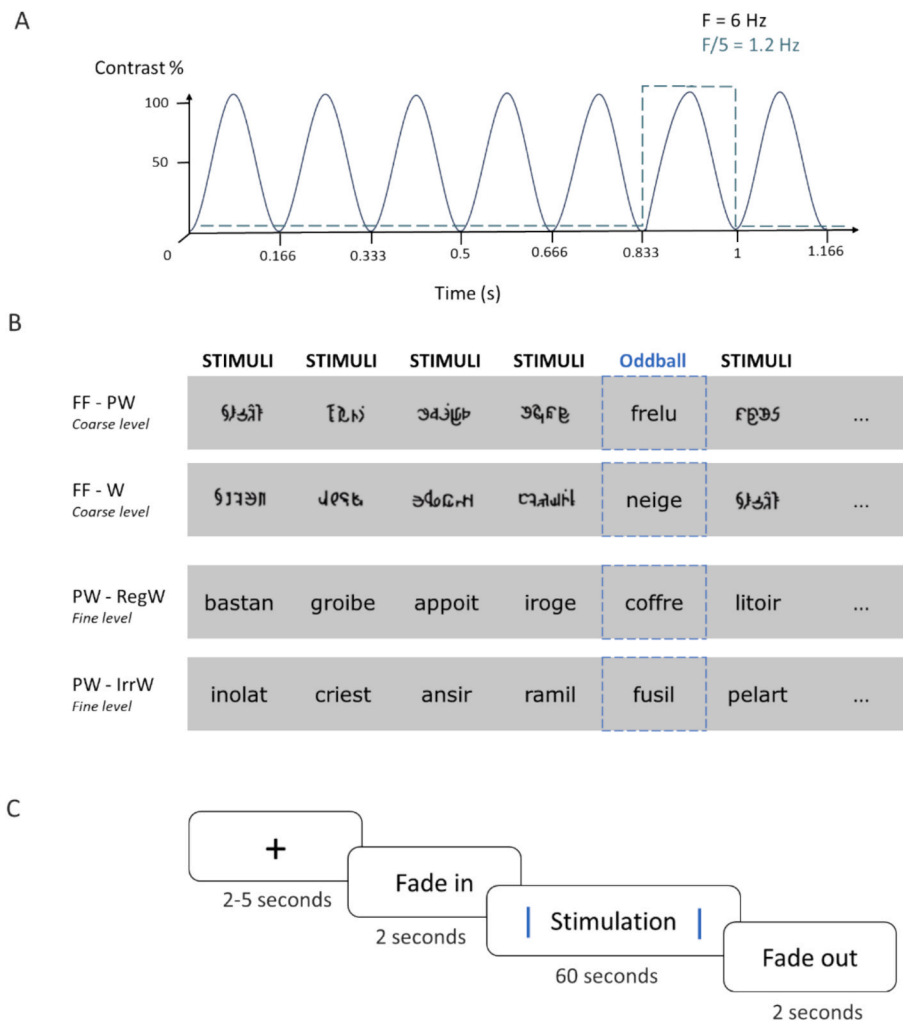 A
F = 6 Hz
F/5 = 1.2 Hz
Contrast %
100
50
0 0.166 0.333 0.5 0.666 0.833 1 1.166
Time (s)
B
STIMULI STIMULI STIMULI STIMULI Oddball STIMULI
FF - PW
Coarse level
frelu ...
FF - W
Coarse level
neige ...
PW - RegW
Fine level
bastan groibe appoit iroge coffre litoir ...
PW - IrrW
Fine level
inolat criest ansir ramil fusil pelart ...
C
+
2-5 seconds
Fade in
2 seconds
| Stimulation |
60 seconds
Fade out
2 seconds